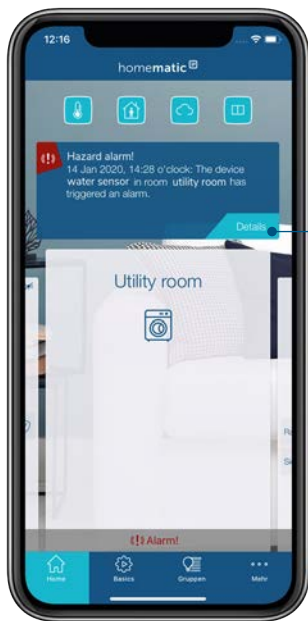 12:16
homematic IP
Hazard alarm!
14 Jan 2020, 14:28 o'clock: The device
water sensor in room utility room has
triggered an alarm.
Details
Utility room
Alarm!
Home
Basics
Gruppen
Mehr